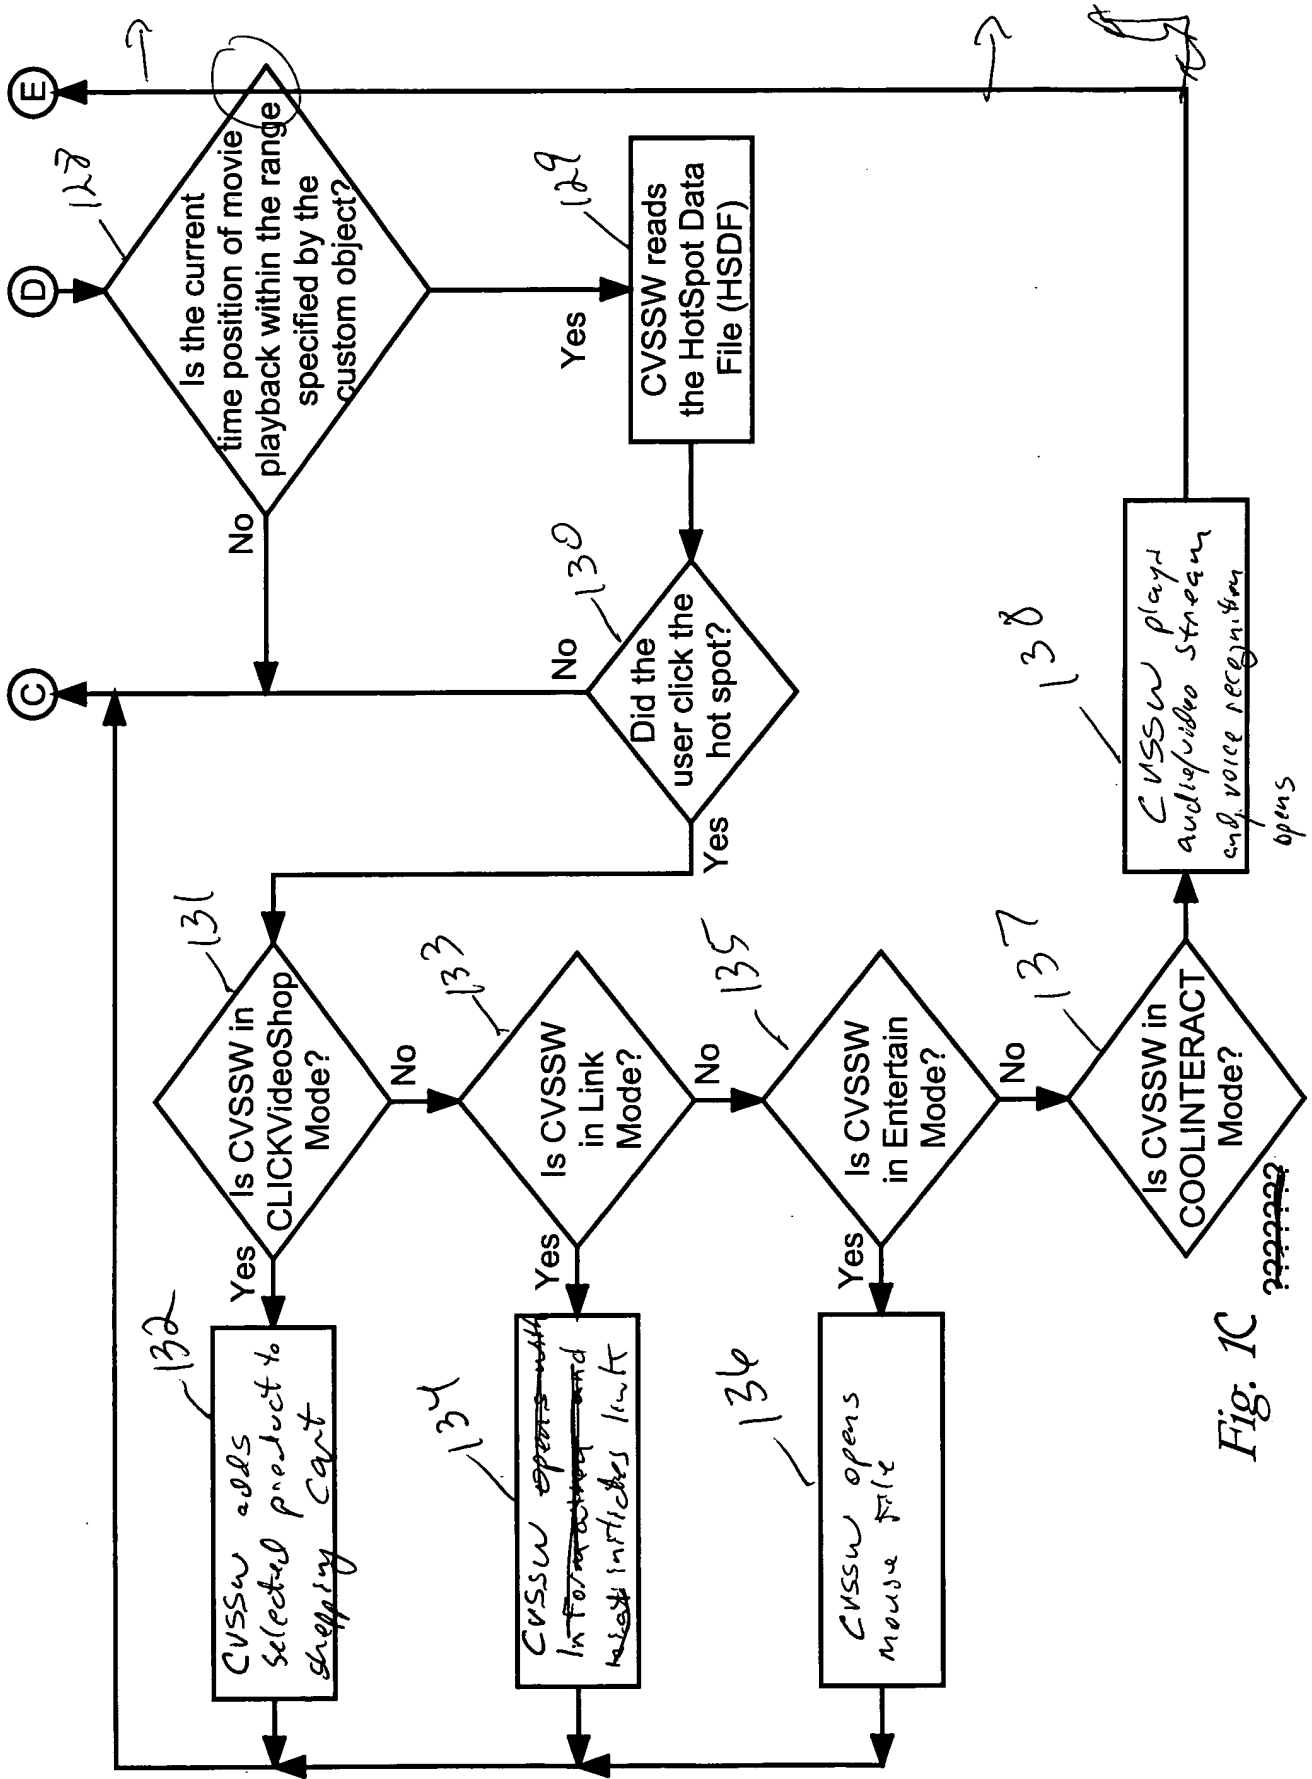 E
D
C
128
Is the current
time position of movie
playback within the range
specified by the
custom object?
No
Yes
129
CVSSW reads
the HotSpot Data
File (HSDF)
130
Did the
user click the
hot spot?
No
Yes
131
Is CVSSW in
CLICKVideoShop
Mode?
Yes
No
132
CVSSW adds
selected product to
shopping cart
133
Is CVSSW
in Link
Mode?
Yes
No
134
CVSSW opens with
information and
initiates link
135
Is CVSSW
in Entertain
Mode?
Yes
No
136
CVSSW opens
mouse File
137
Is CVSSW in
COOLINTERACT
Mode?
???????
138
CVSSW plays
audio/video stream
and voice recognition
opens
Fig. 1C